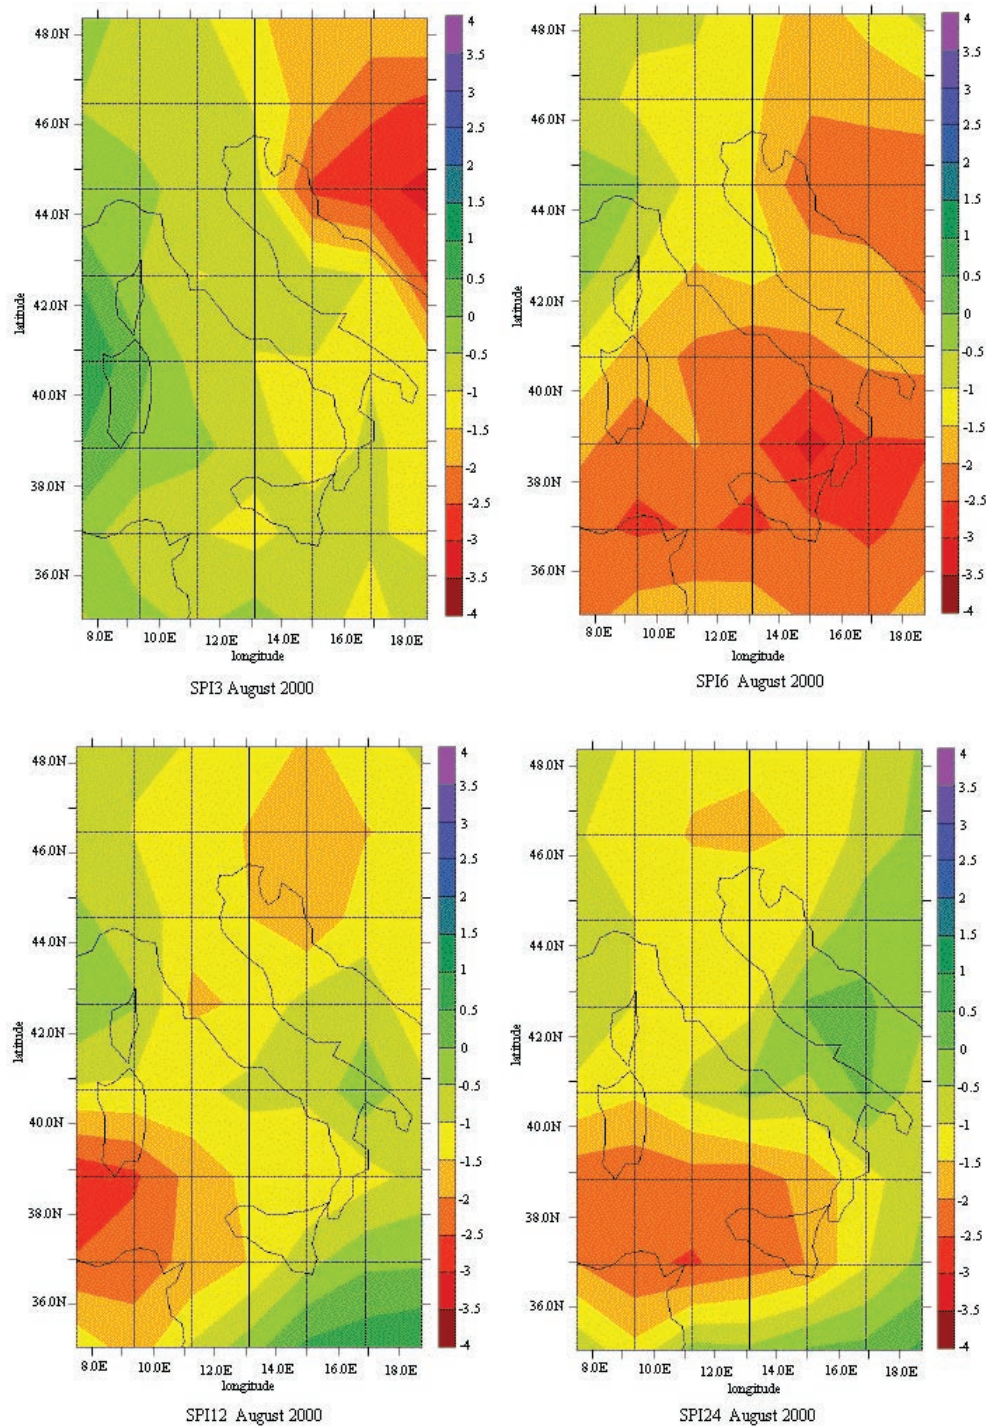 48.0N
46.0N
44.0N
42.0N
40.0N
38.0N
36.0N
latitude
8.0E 10.0E 12.0E 14.0E 16.0E 18.0E
longitude
4
3
2.5
2
1.5
1
0.5
0
-0.5
-1
-1.5
-2
-2.5
-3
-3.5
-4
SPI3 August 2000
48.0N
46.0N
44.0N
42.0N
40.0N
38.0N
36.0N
latitude
8.0E 10.0E 12.0E 14.0E 16.0E 18.0E
longitude
4
3
2.5
2
1.5
1
0.5
0
-0.5
-1
-1.5
-2
-2.5
-3
-3.5
-4
SPI6 August 2000
48.0N
46.0N
44.0N
42.0N
40.0N
38.0N
36.0N
latitude
8.0E 10.0E 12.0E 14.0E 16.0E 18.0E
longitude
4
3.5
3
2.5
2
1.5
1
0.5
0
-0.5
-1
-1.5
-2
-2.5
-3
-3.5
-4
SPI12 August 2000
48.0N
46.0N
44.0N
42.0N
40.0N
38.0N
36.0N
latitude
8.0E 10.0E 12.0E 14.0E 16.0E 18.0E
longitude
4
3.5
3
2.5
2
1.5
1
0.5
0
-0.5
-1
-1.5
-2
-2.5
-3
-3.5
-4
SPI24 August 2000